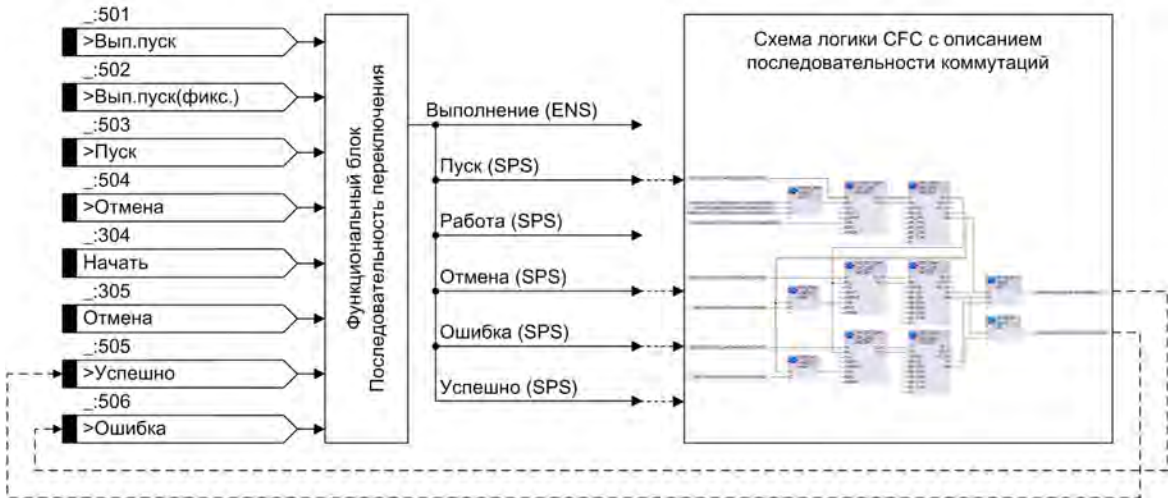 _:501
>Вып.пуск
_:502
>Вып.пуск(фикс.)
_:503
>Пуск
_:504
>Отмена
_:304
Начать
_:305
Отмена
_:505
>Успешно
_:506
>Ошибка
Функциональный блок
Последовательность переключения
Выполнение (ENS)
Пуск (SPS)
Работа (SPS)
Отмена (SPS)
Ошибка (SPS)
Успешно (SPS)
Схема логики CFC с описанием
последовательности коммутаций